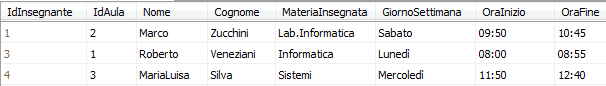 IdInsegnante IdAula Nome Cognome MateriaInsegnata GiornoSettimana OraInizio OraFine
1 2 Marco Zucchini Lab.Informatica Sabato 09:50 10:45
3 1 Roberto Veneziani Informatica Lunedì 08:00 08:55
4 3 MariaLuisa Silva Sistemi Mercoledì 11:50 12:40